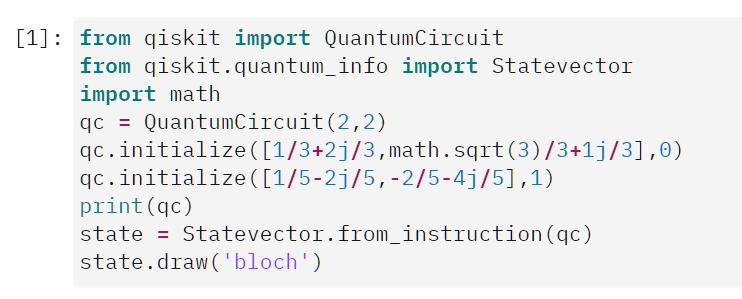 [1]: from qiskit import QuantumCircuit
from qiskit.quantum_info import Statevector
import math
qc = QuantumCircuit(2,2)
qc.initialize([1/3+2j/3,math.sqrt(3)/3+1j/3],0)
qc.initialize([1/5-2j/5,-2/5-4j/5],1)
print(qc)
state = Statevector.from_instruction(qc)
state.draw('bloch')